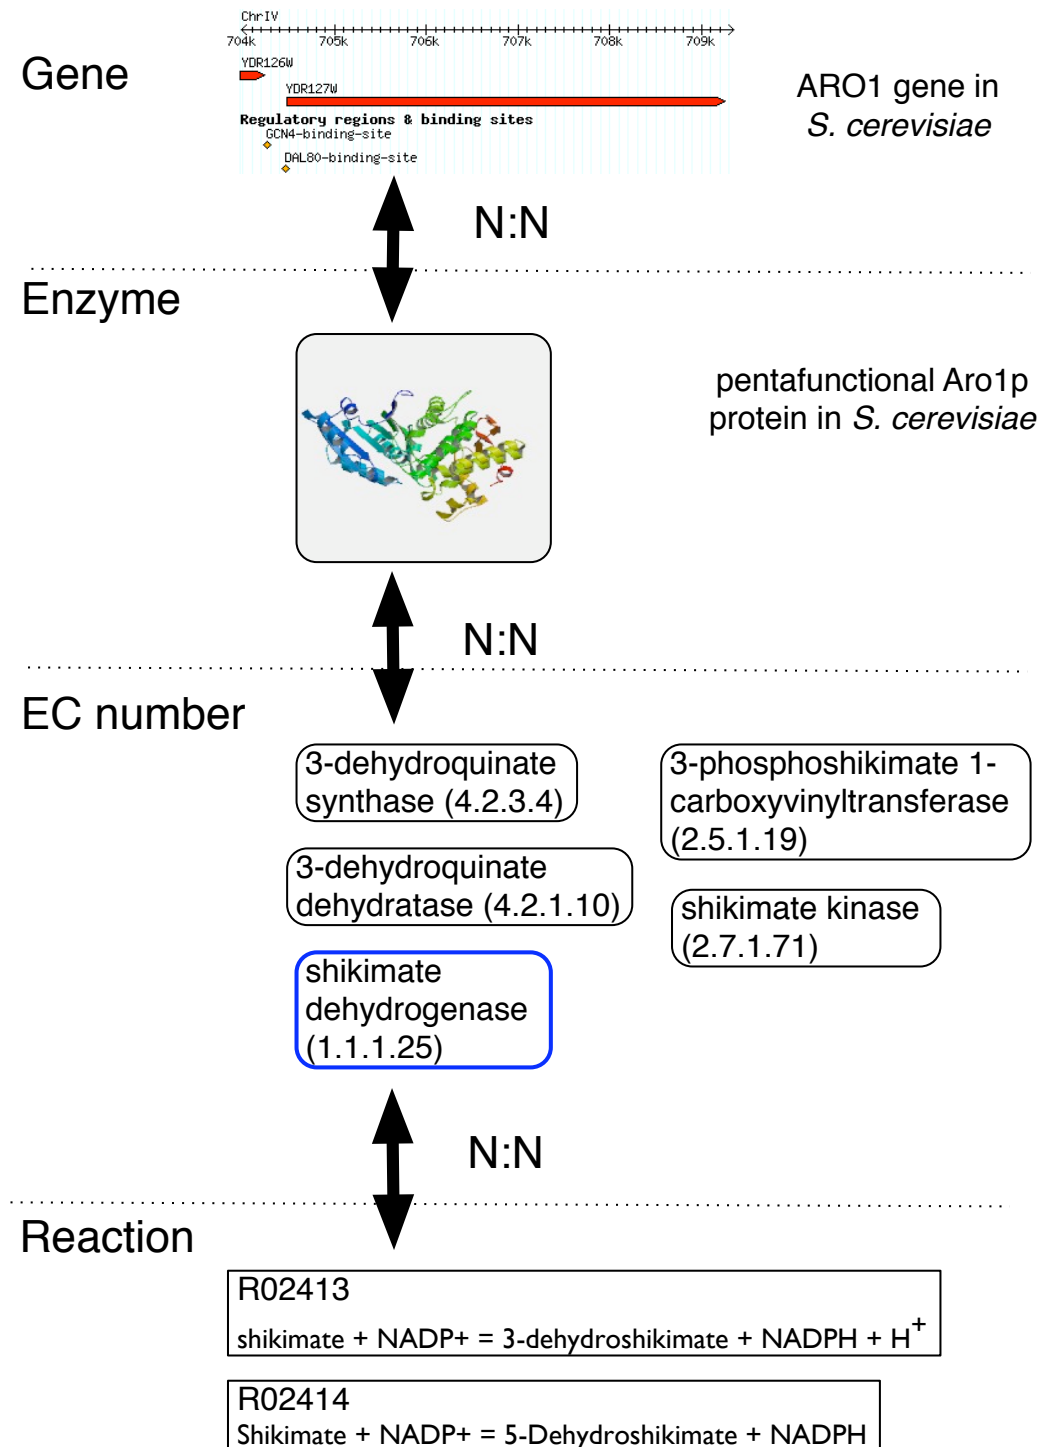 ChrIV
704k 705k 706k 707k 708k 709k
YDR126W
YDR127W
Regulatory regions & binding sites
GCN4-binding-site
DAL80-binding-site
Gene
ARO1 gene in
S. cerevisiae
N:N
Enzyme
pentafunctional Aro1p
protein in S. cerevisiae
N:N
EC number
3-dehydroquinate
synthase (4.2.3.4)
3-phosphoshikimate 1-
carboxyvinyltransferase
(2.5.1.19)
3-dehydroquinate
dehydratase (4.2.1.10)
shikimate kinase
(2.7.1.71)
shikimate
dehydrogenase
(1.1.1.25)
N:N
Reaction
R02413
shikimate + NADP+ = 3-dehydroshikimate + NADPH + H+
R02414
Shikimate + NADP+ = 5-Dehydroshikimate + NADPH